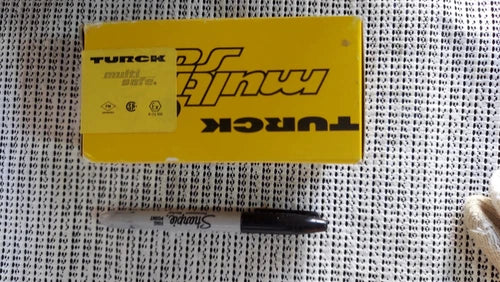 TURCK
multi
safe®
multi
safe®
TURCK
Sharpie
FINE
POINT